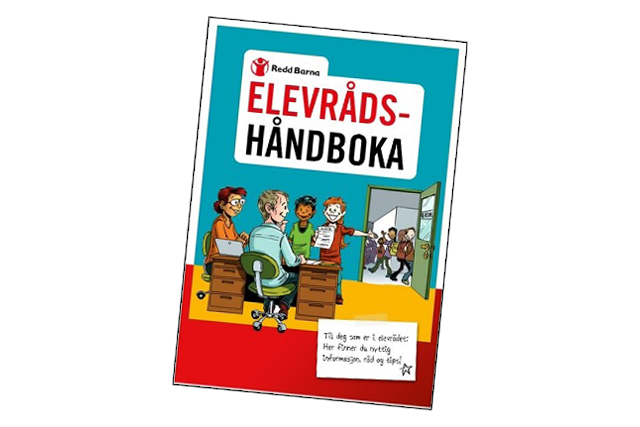 Redd Barna
ELEVRÅDS-
HÅNDBOKA
Til deg som er i elevrådet:
Her finner du nyttig
informasjon, råd og tips!